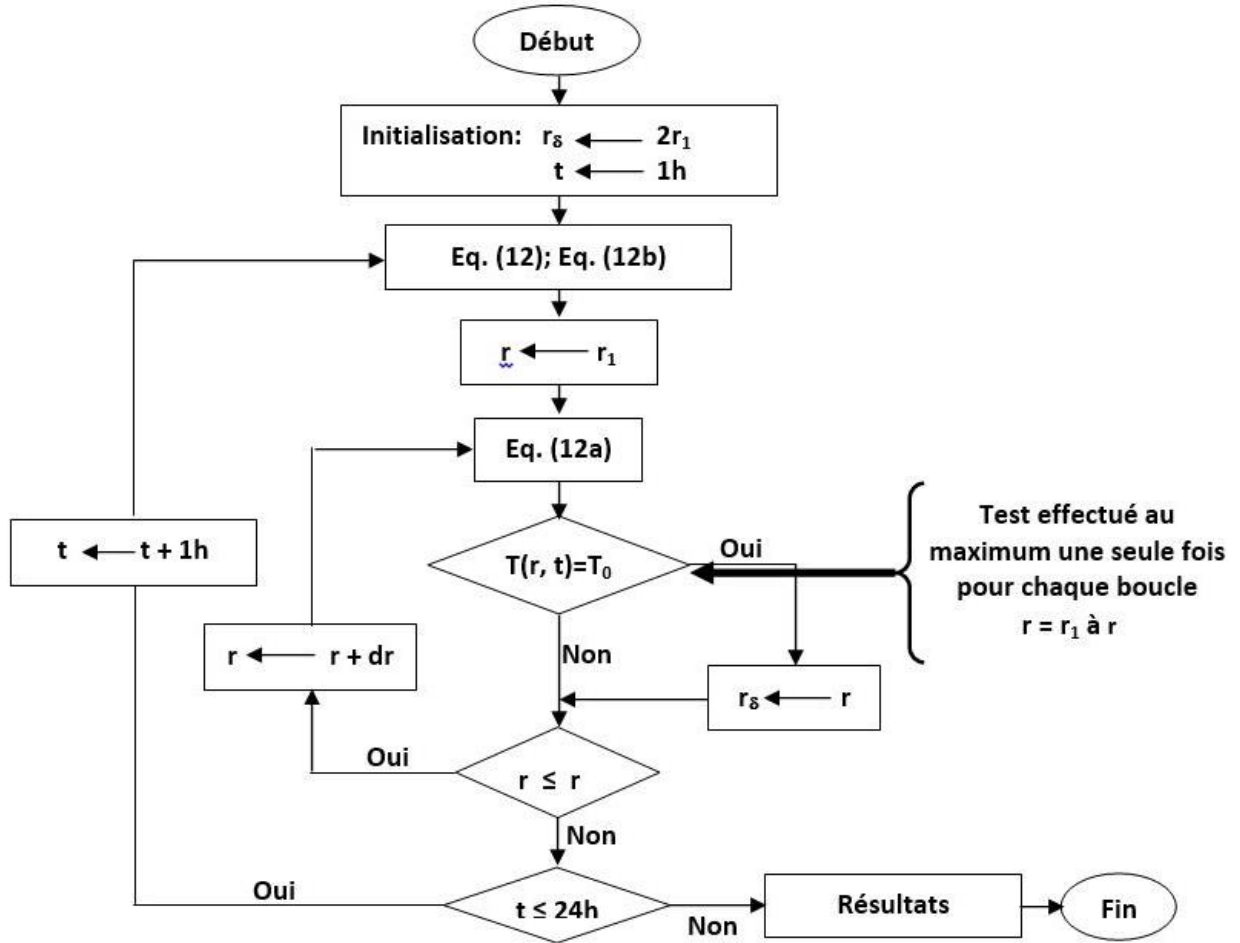 Début
Initialisation: rδ ← 2r₁
t ← 1h
Eq. (12); Eq. (12b)
r ← r₁
Eq. (12a)
T(r, t)=T₀
Oui
Non
Test effectué au
maximum une seule fois
pour chaque boucle
r = r₁ à r
t ← t + 1h
r ← r + dr
rδ ← r
r ≤ r
Oui
Non
t ≤ 24h
Oui
Non
Résultats
Fin